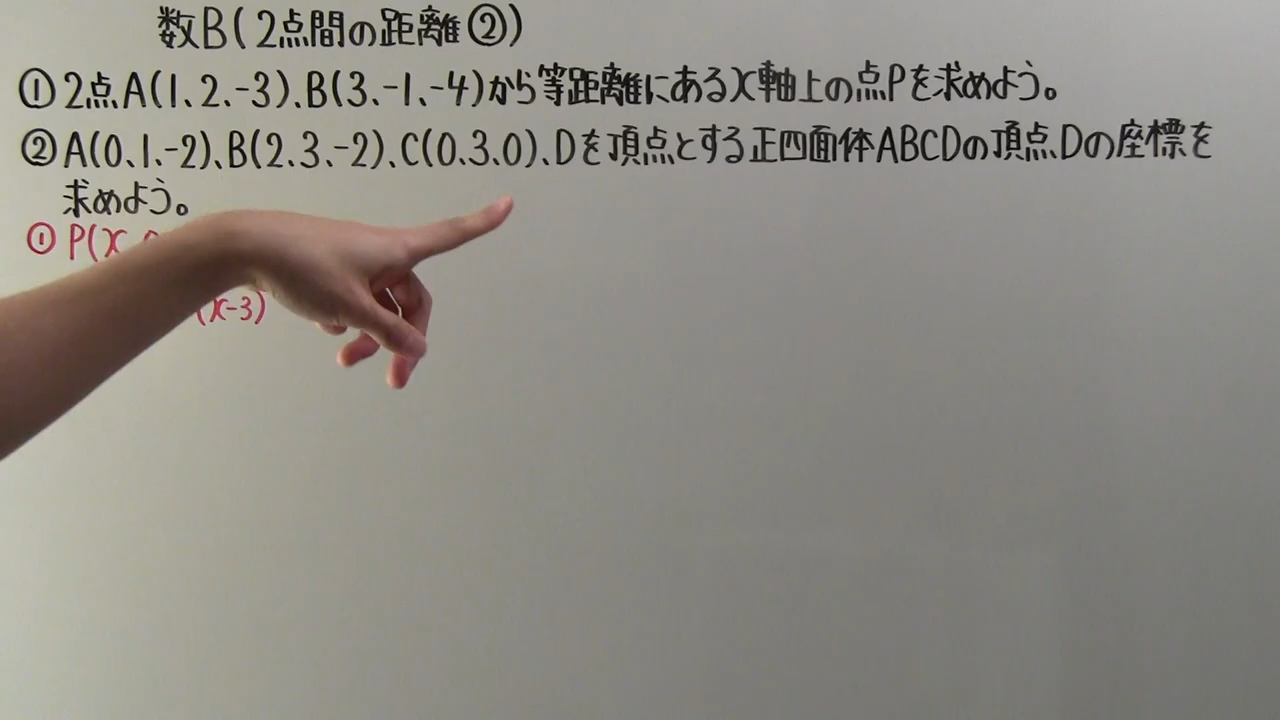 数B(2点間の距離②)
①2点A(1、2、-3)、B(3、-1、-4)から等距離にあるx軸上の点Pを求めよう。
②A(0、1、-2)、B(2、3、-2)、C(0、3、0)、Dを頂点とする正四面体ABCDの頂点Dの座標を
求めよう。
①P(x、
(x-3)